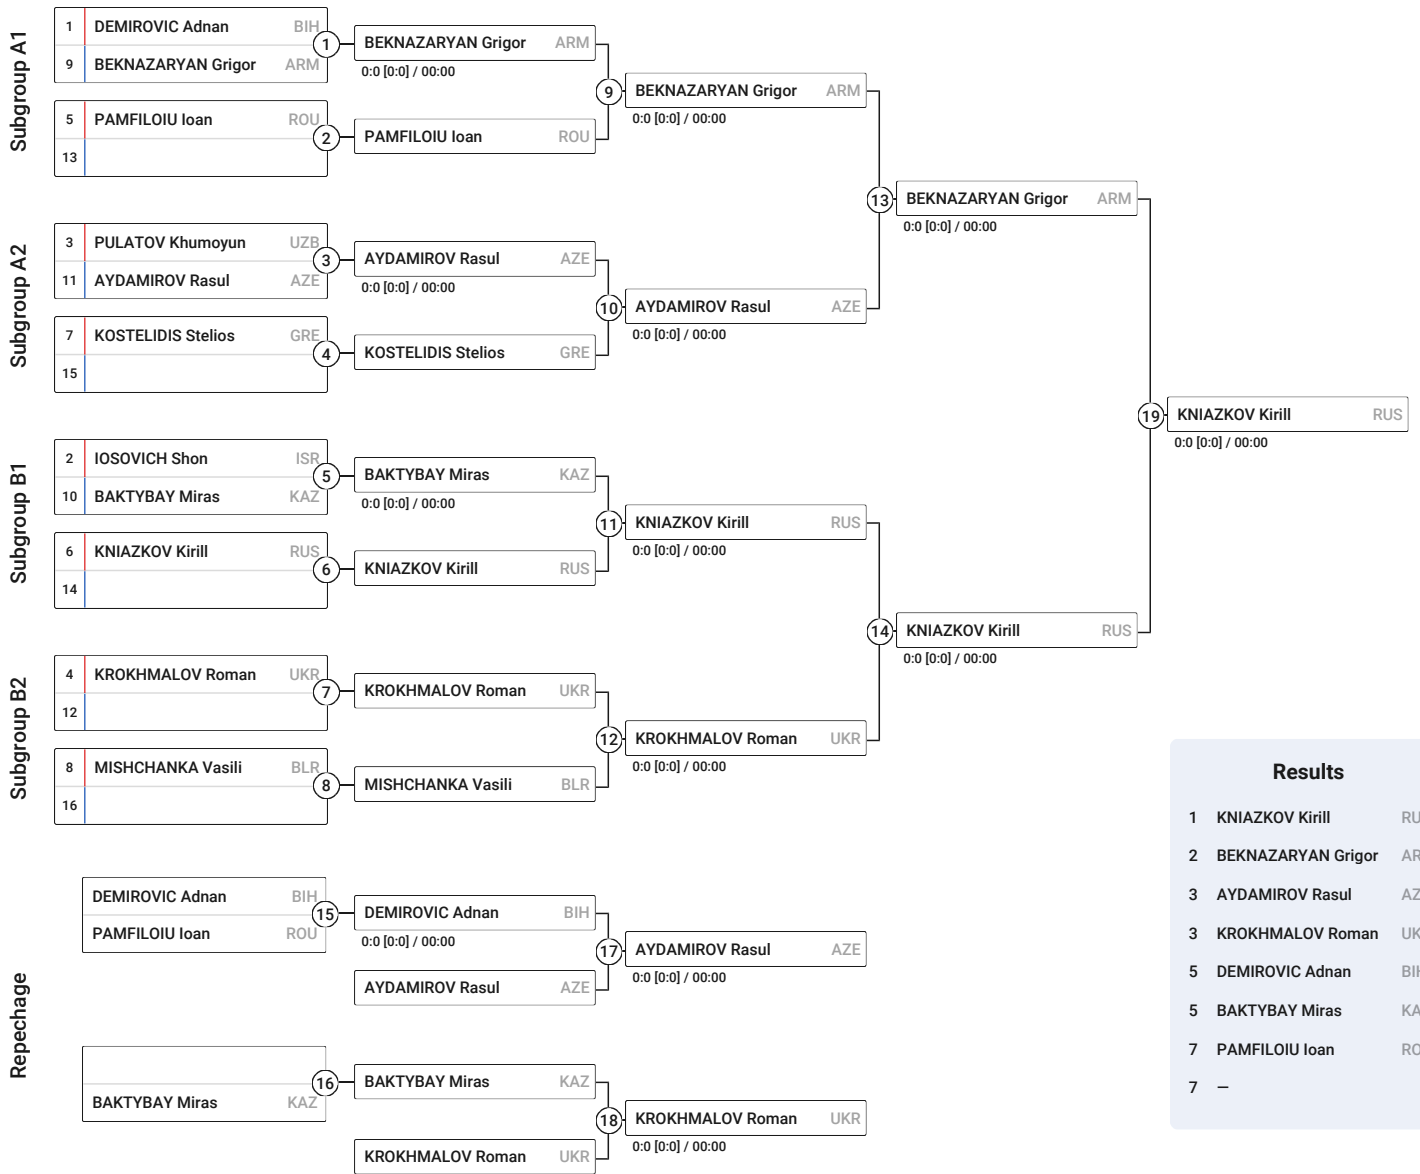 Subgroup A1
1 DEMIROVIC Adnan BIH
9 BEKNAZARYAN Grigor ARM
1
BEKNAZARYAN Grigor ARM
0:0 [0:0] / 00:00
5 PAMFILOIU Ioan ROU
13
2
PAMFILOIU Ioan ROU
9
BEKNAZARYAN Grigor ARM
0:0 [0:0] / 00:00
Subgroup A2
3 PULATOV Khumoyun UZB
11 AYDAMIROV Rasul AZE
3
AYDAMIROV Rasul AZE
0:0 [0:0] / 00:00
7 KOSTELIDIS Stelios GRE
15
4
KOSTELIDIS Stelios GRE
10
AYDAMIROV Rasul AZE
0:0 [0:0] / 00:00
13
BEKNAZARYAN Grigor ARM
0:0 [0:0] / 00:00
Subgroup B1
2 IOSOVICH Shon ISR
10 BAKTYBAY Miras KAZ
5
BAKTYBAY Miras KAZ
0:0 [0:0] / 00:00
6 KNIAZKOV Kirill RUS
14
6
KNIAZKOV Kirill RUS
11
KNIAZKOV Kirill RUS
0:0 [0:0] / 00:00
Subgroup B2
4 KROKHMALOV Roman UKR
12
7
KROKHMALOV Roman UKR
8 MISHCHANKA Vasili BLR
16
8
MISHCHANKA Vasili BLR
12
KROKHMALOV Roman UKR
0:0 [0:0] / 00:00
14
KNIAZKOV Kirill RUS
0:0 [0:0] / 00:00
19
KNIAZKOV Kirill RUS
0:0 [0:0] / 00:00
Repechage
DEMIROVIC Adnan BIH
PAMFILOIU Ioan ROU
15
DEMIROVIC Adnan BIH
0:0 [0:0] / 00:00
AYDAMIROV Rasul AZE
17
AYDAMIROV Rasul AZE
0:0 [0:0] / 00:00
BAKTYBAY Miras KAZ
16
BAKTYBAY Miras KAZ
KROKHMALOV Roman UKR
18
KROKHMALOV Roman UKR
0:0 [0:0] / 00:00
Results
1 KNIAZKOV Kirill
2 BEKNAZARYAN Grigor
3 AYDAMIROV Rasul
3 KROKHMALOV Roman
5 DEMIROVIC Adnan
5 BAKTYBAY Miras
7 PAMFILOIU Ioan
7 —